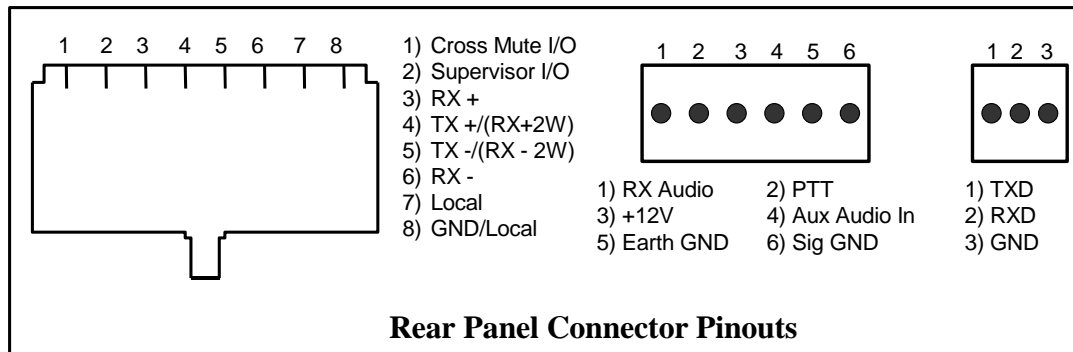 1 2 3 4 5 6 7 8
1) Cross Mute I/O
2) Supervisor I/O
3) RX +
4) TX +/(RX+2W)
5) TX -/(RX - 2W)
6) RX -
7) Local
8) GND/Local
1 2 3 4 5 6
1) RX Audio 2) PTT
3) +12V 4) Aux Audio In
5) Earth GND 6) Sig GND
1 2 3
1) TXD
2) RXD
3) GND
Rear Panel Connector Pinouts